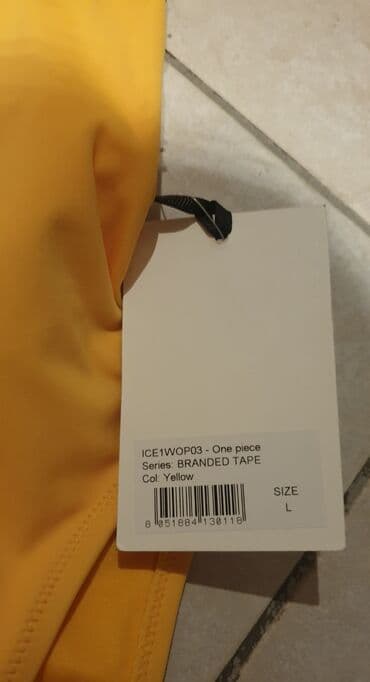 ICE1WOP03 - One piece
Series: BRANDED TAPE
Col: Yellow
SIZE
L
8 051884 130118